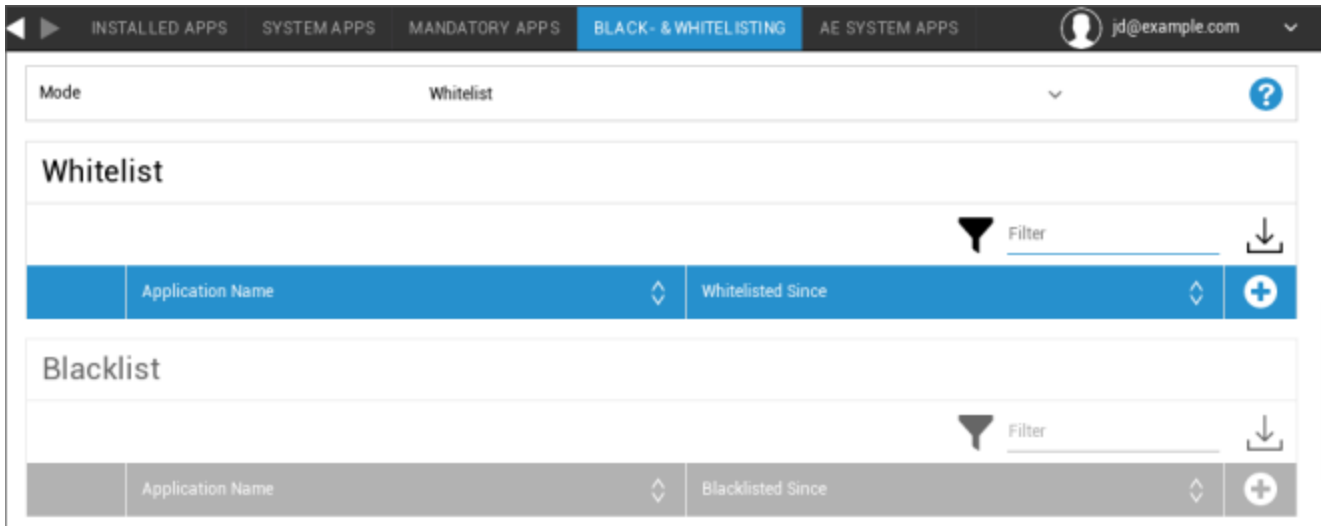 INSTALLED APPS SYSTEM APPS MANDATORY APPS BLACK- & WHITELISTING AE SYSTEM APPS jd@example.com
Mode Whitelist ?
Whitelist
Filter
Application Name Whitelisted Since
Blacklist
Filter
Application Name Blacklisted Since